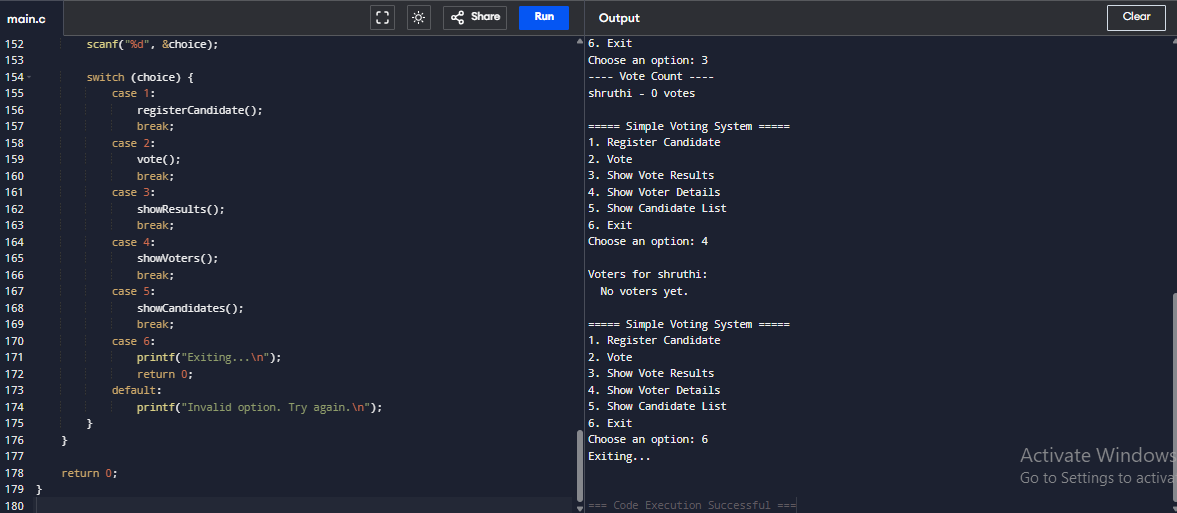 main.c
Share
Run
Output
Clear
152 scanf("%d", &choice);
153
154 switch (choice) {
155 case 1:
156 registerCandidate();
157 break;
158 case 2:
159 vote();
160 break;
161 case 3:
162 showResults();
163 break;
164 case 4:
165 showVoters();
166 break;
167 case 5:
168 showCandidates();
169 break;
170 case 6:
171 printf("Exiting...\n");
172 return 0;
173 default:
174 printf("Invalid option. Try again.\n");
175 }
176 }
177
178 return 0;
179 }
180
6. Exit
Choose an option: 3
---- Vote Count ----
shruthi - 0 votes
===== Simple Voting System =====
1. Register Candidate
2. Vote
3. Show Vote Results
4. Show Voter Details
5. Show Candidate List
6. Exit
Choose an option: 4
Voters for shruthi:
No voters yet.
===== Simple Voting System =====
1. Register Candidate
2. Vote
3. Show Vote Results
4. Show Voter Details
5. Show Candidate List
6. Exit
Choose an option: 6
Exiting...
=== Code Execution Successful ===
Activate Windows
Go to Settings to activa